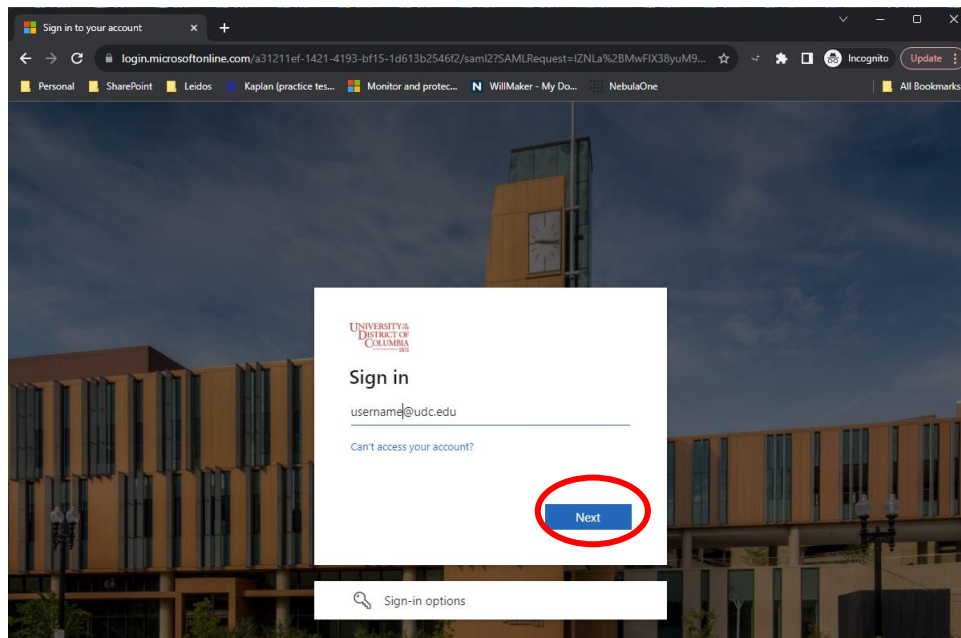 Sign in to your account
login.microsoftonline.com/a31211ef-1421-4193-bf15-1d613b2546f2/saml2?SAMLRequest=lZNLa%2BMwFIX38yuM9... Incognito Update
Personal SharePoint Leidos Kaplan (practice tes... Monitor and protec... WillMaker - My Do... NebulaOne All Bookmarks
UNIVERSITY of the
DISTRICT OF
COLUMBIA
1851
Sign in
username@udc.edu
Can't access your account?
Next
Sign-in options